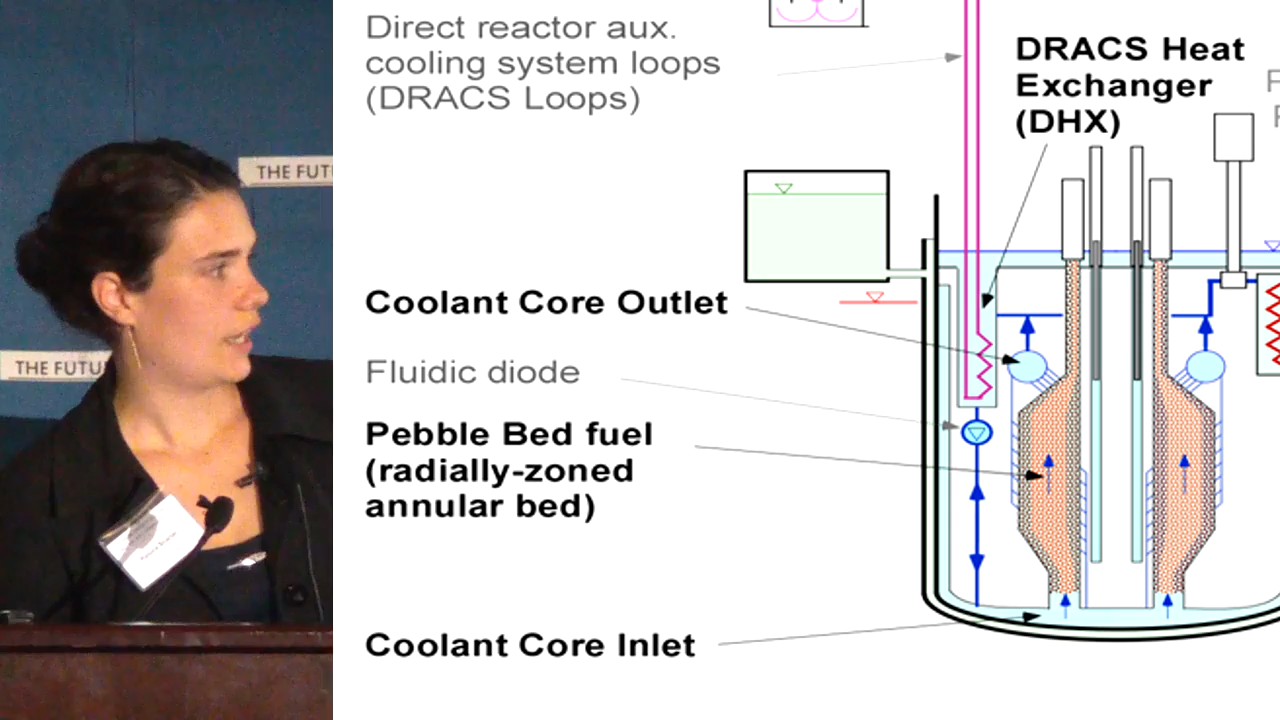 THE FUT
THE FUTU
Direct reactor aux.
cooling system loops
(DRACS Loops)
DRACS Heat
Exchanger
(DHX)
Coolant Core Outlet
Fluidic diode
Pebble Bed fuel
(radially-zoned
annular bed)
Coolant Core Inlet